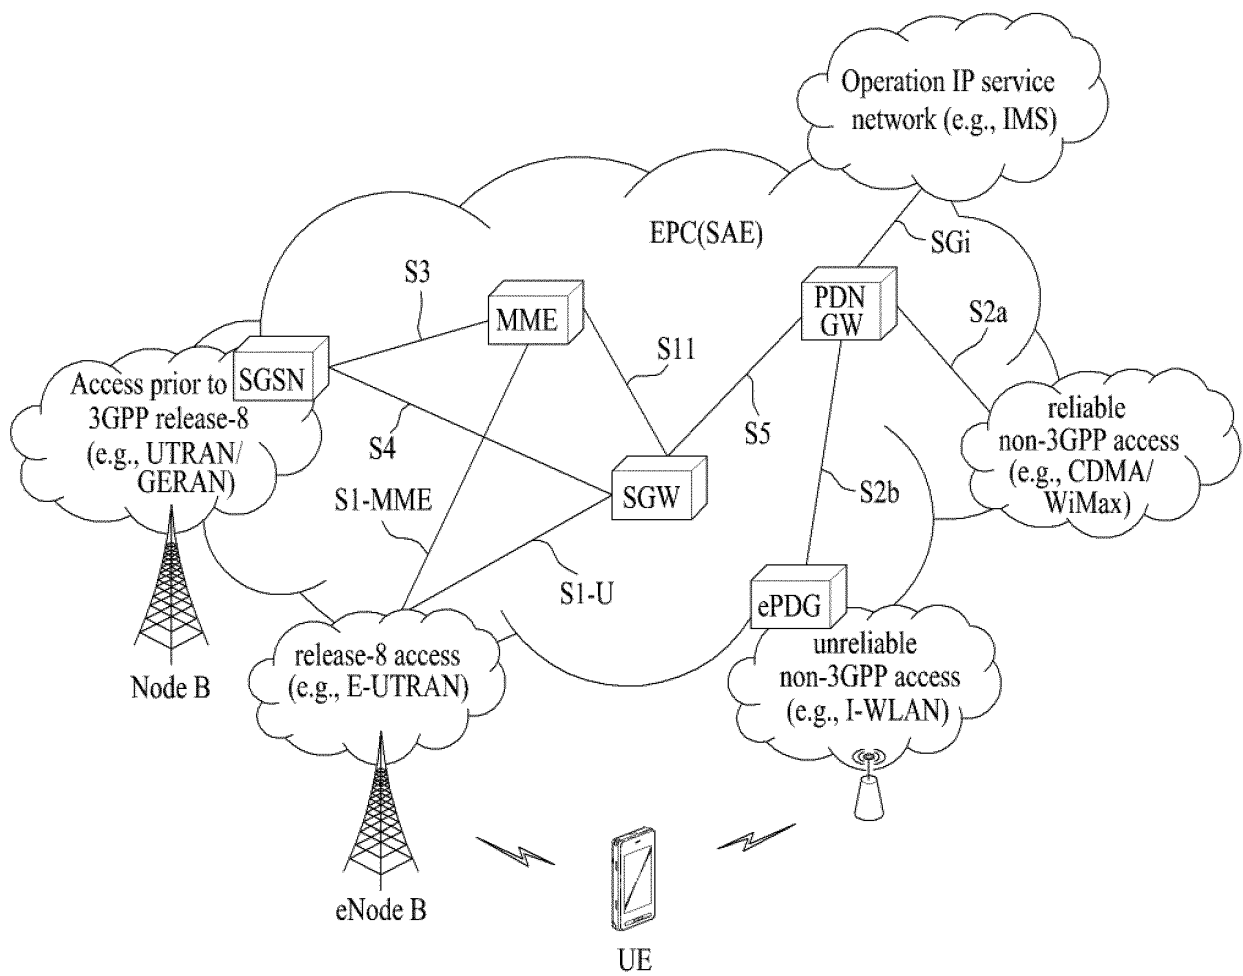 Operation IP service
network (e.g., IMS)
EPC(SAE)
SGi
S3
MME
PDN
GW
S2a
S11
SGSN
Access prior to
3GPP release-8
(e.g., UTRAN/
GERAN)
S4
S5
reliable
non-3GPP access
(e.g., CDMA/
WiMax)
S1-MME
SGW
S2b
S1-U
ePDG
Node B
release-8 access
(e.g., E-UTRAN)
unreliable
non-3GPP access
(e.g., I-WLAN)
eNode B
UE